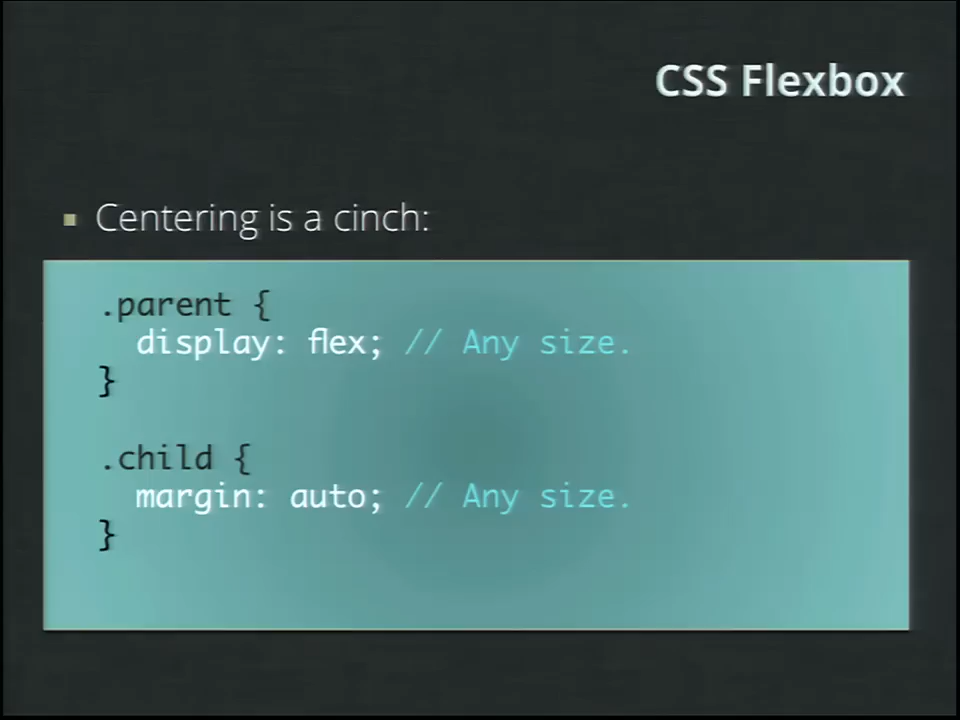 CSS Flexbox
Centering is a cinch:
.parent {
display: flex; // Any size.
}
.child {
margin: auto; // Any size.
}